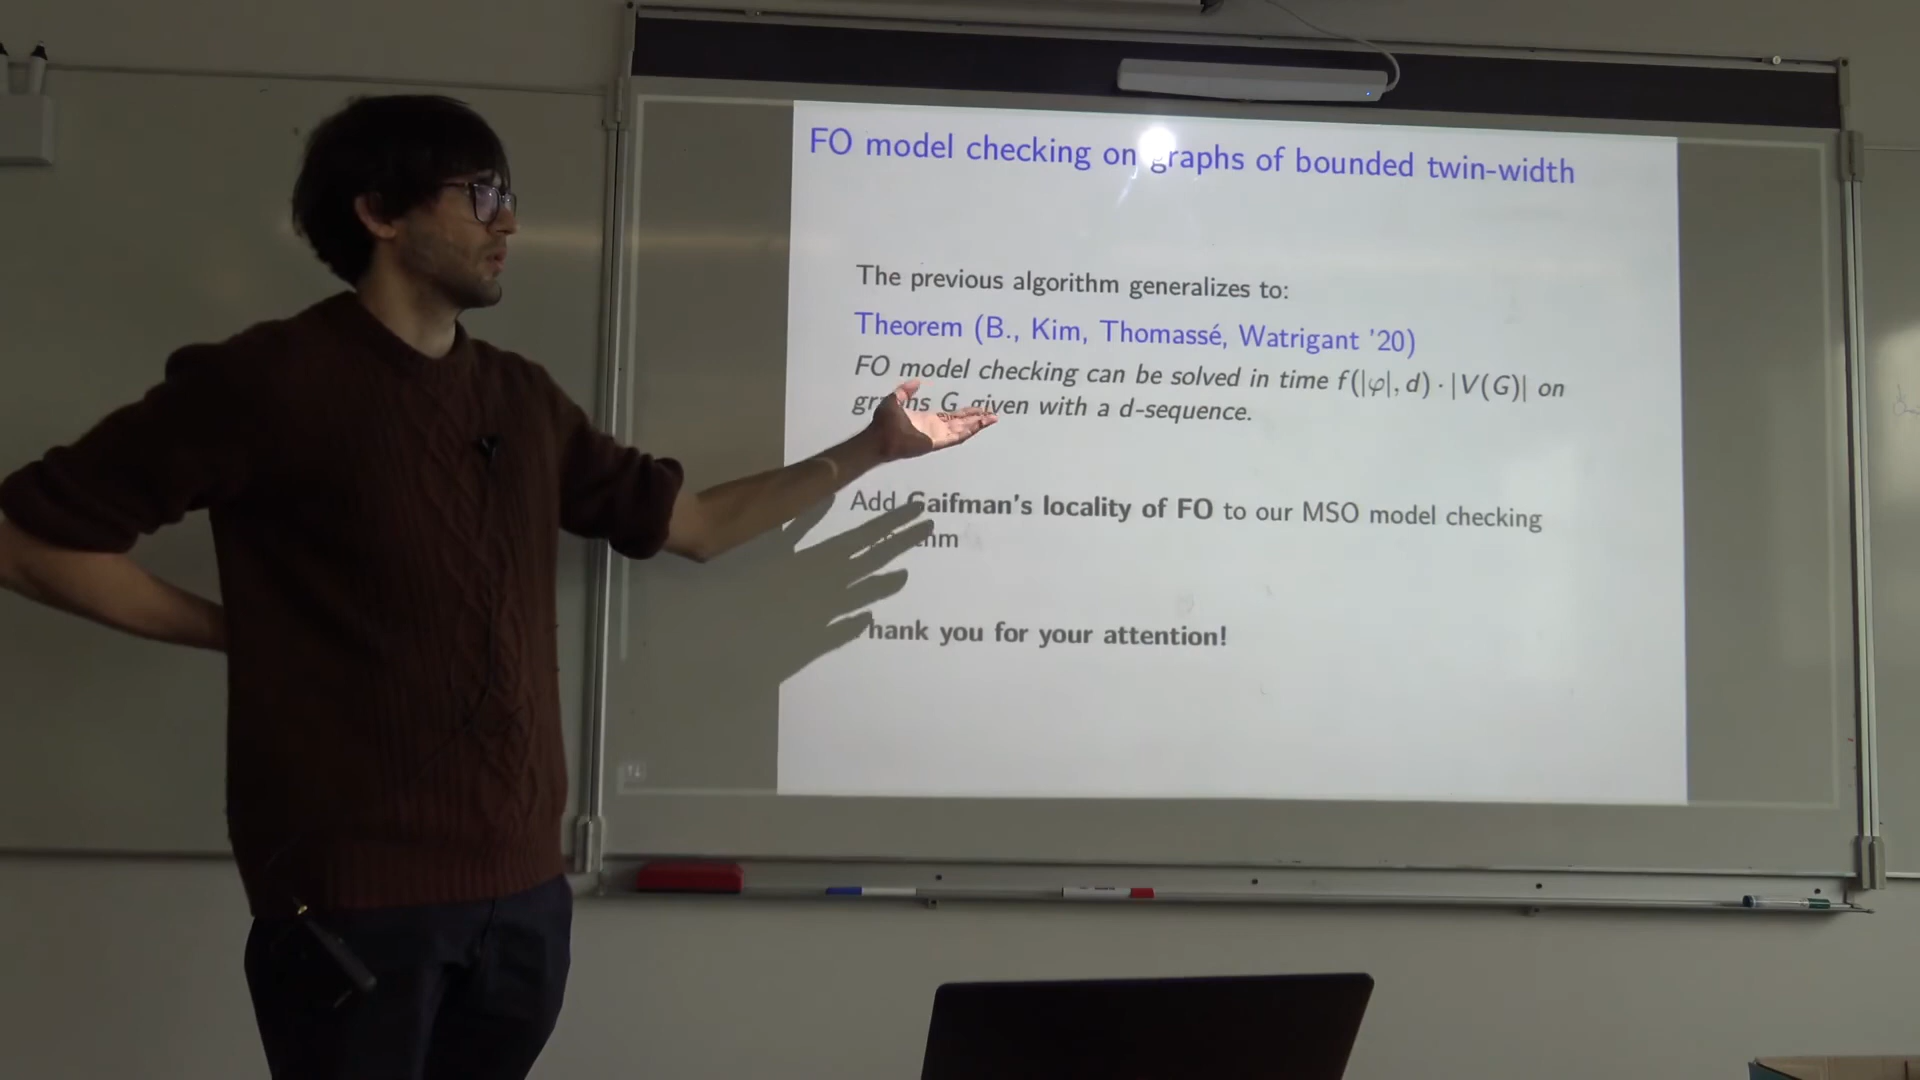 FO model checking on graphs of bounded twin-width
The previous algorithm generalizes to:
Theorem (B., Kim, Thomassé, Watrigant '20)
FO model checking can be solved in time f(|φ|, d) · |V(G)| on
G given with a d-sequence.
Add Gaifman's locality of FO to our MSO model checking
Thank you for your attention!